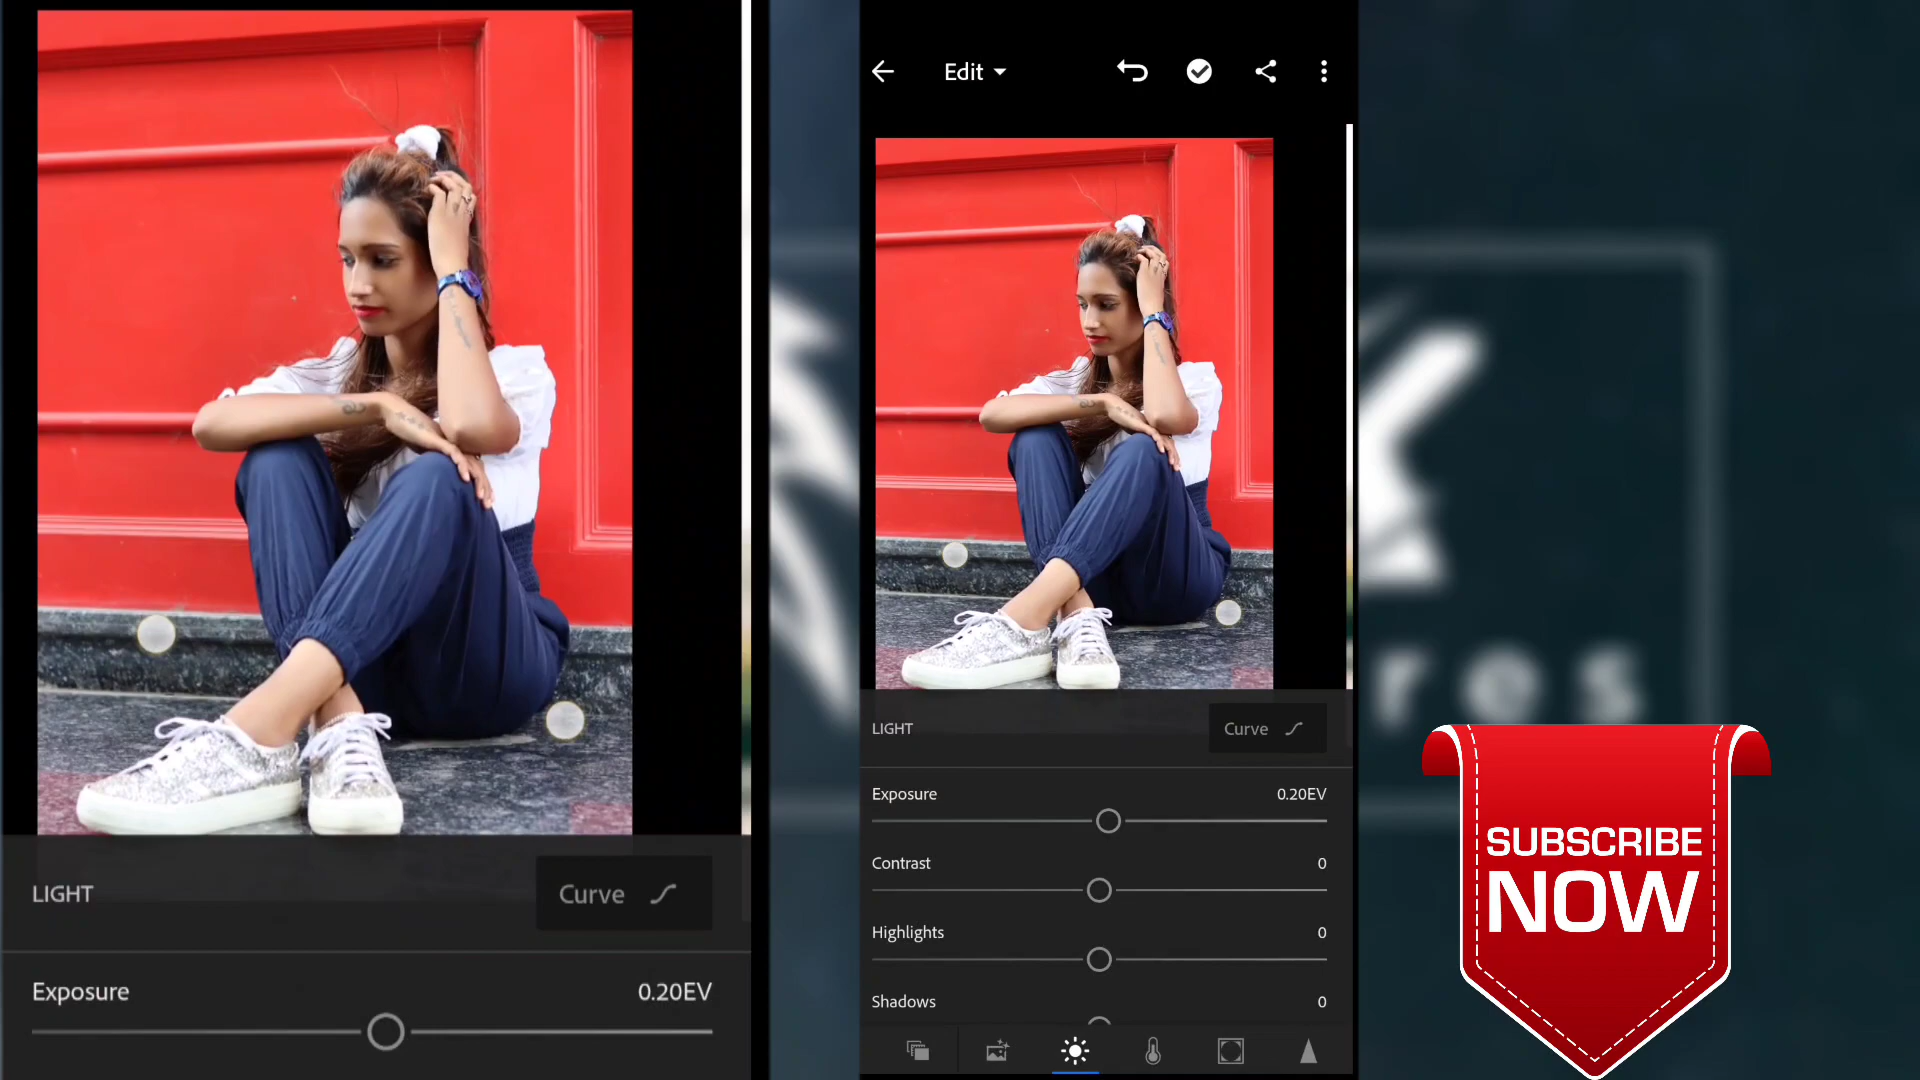 LIGHT
Curve
Exposure
0.20EV
Edit
LIGHT
Curve
Exposure
0.20EV
Contrast
0
Highlights
0
Shadows
0
res
SUBSCRIBE
NOW